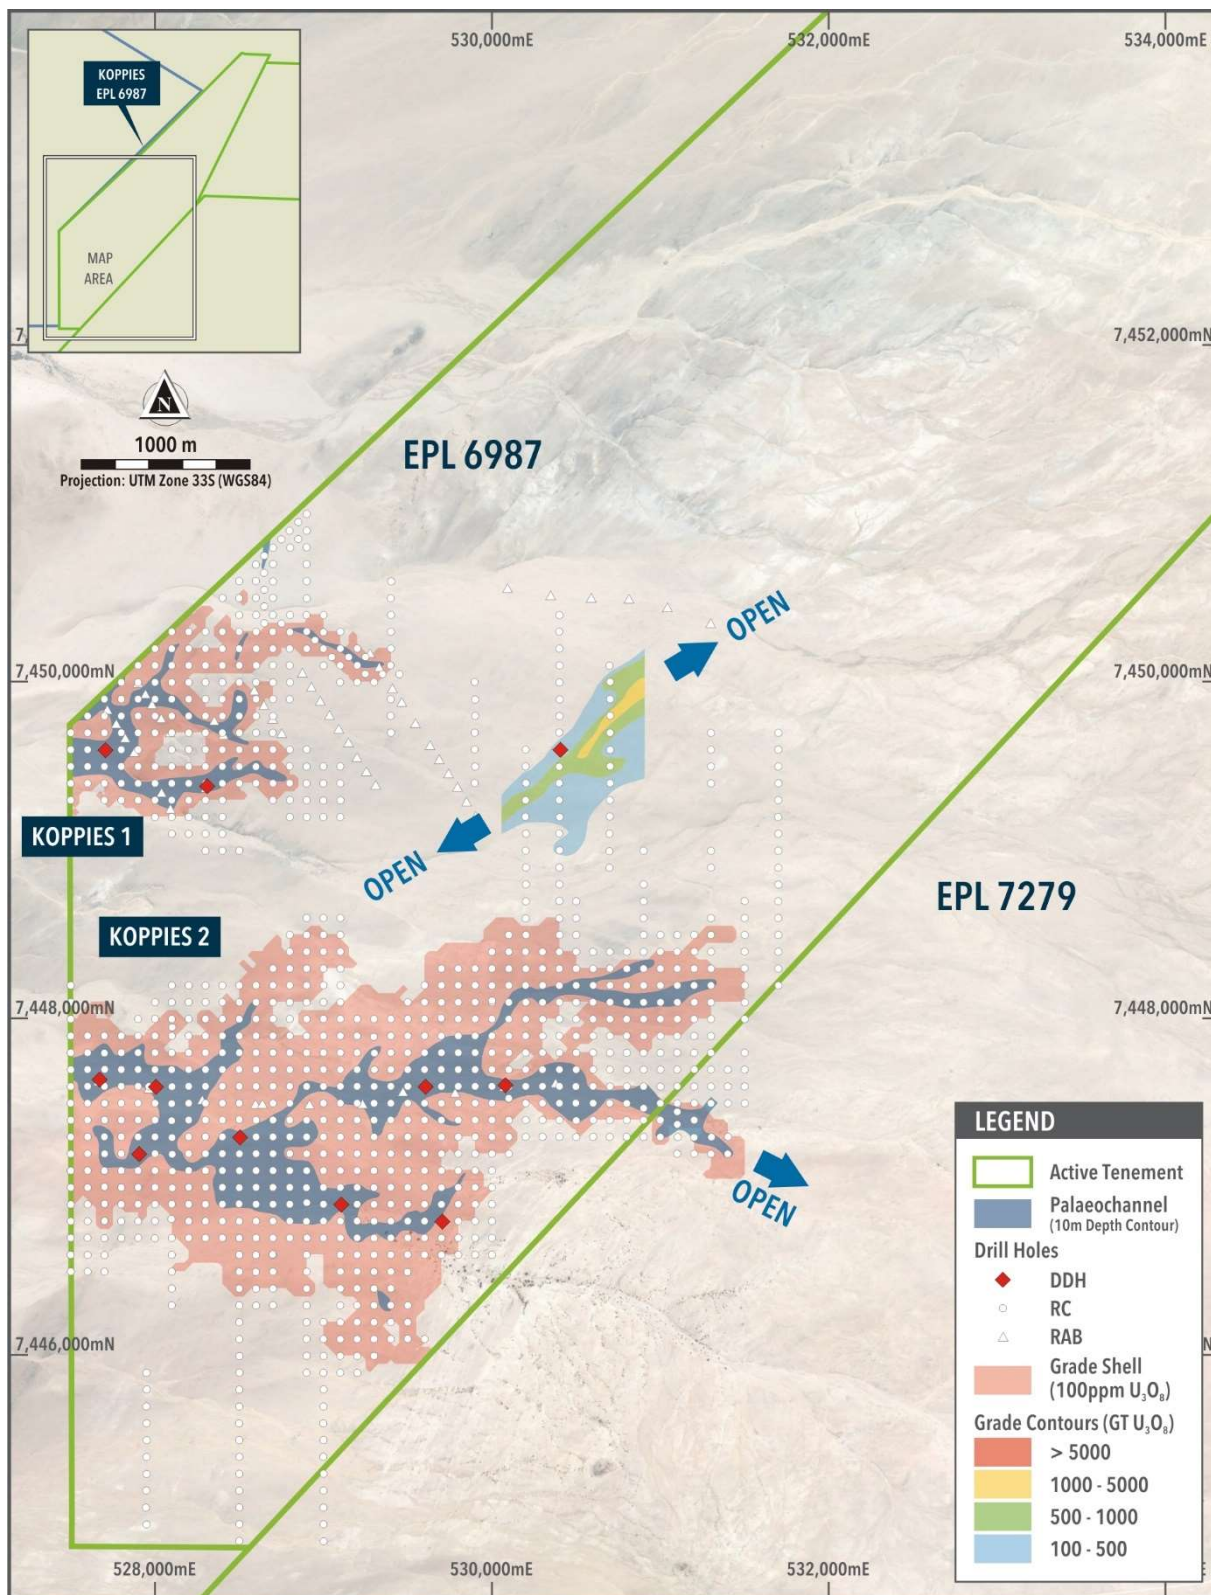 530,000mE
532,000mE
534,000mE
KOPPIES
EPL 6987
MAP
AREA
7,452,000mN
N
1000 m
Projection: UTM Zone 33S (WGS84)
EPL 6987
OPEN
7,450,000mN
7,450,000mN
KOPPIES 1
OPEN
EPL 7279
KOPPIES 2
7,448,000mN
7,448,000mN
OPEN
7,446,000mN
LEGEND
Active Tenement
Palaeochannel
(10m Depth Contour)
Drill Holes
DDH
RC
RAB
Grade Shell
(100ppm U₃O₈)
Grade Contours (GT U₃O₈)
> 5000
1000 - 5000
500 - 1000
100 - 500
528,000mE
530,000mE
532,000mE